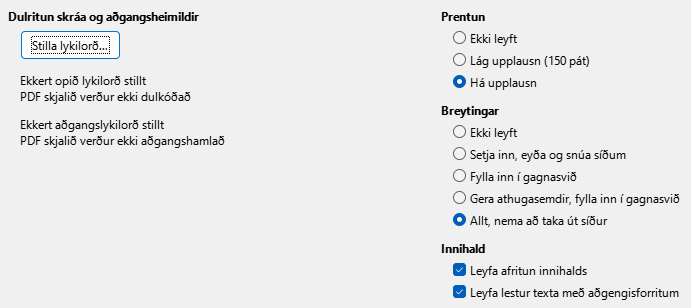 Dulritun skráa og aðgangsheimildir
Stilla lykilorð...
Ekkert opið lykilorð stillt
PDF skjalið verður ekki dulkóðað
Ekkert aðgangslykilorð stillt
PDF skjalið verður ekki aðgangshamlað
Prentun
Ekki leyft
Lág upplausn (150 pát)
Há upplausn
Breytingar
Ekki leyft
Setja inn, eyða og snúa síðum
Fylla inn í gagnasvið
Gera athugasemdir, fylla inn í gagnasvið
Allt, nema að taka út síður
Innihald
Leyfa afritun innihalds
Leyfa lestur texta með aðgengisforritum